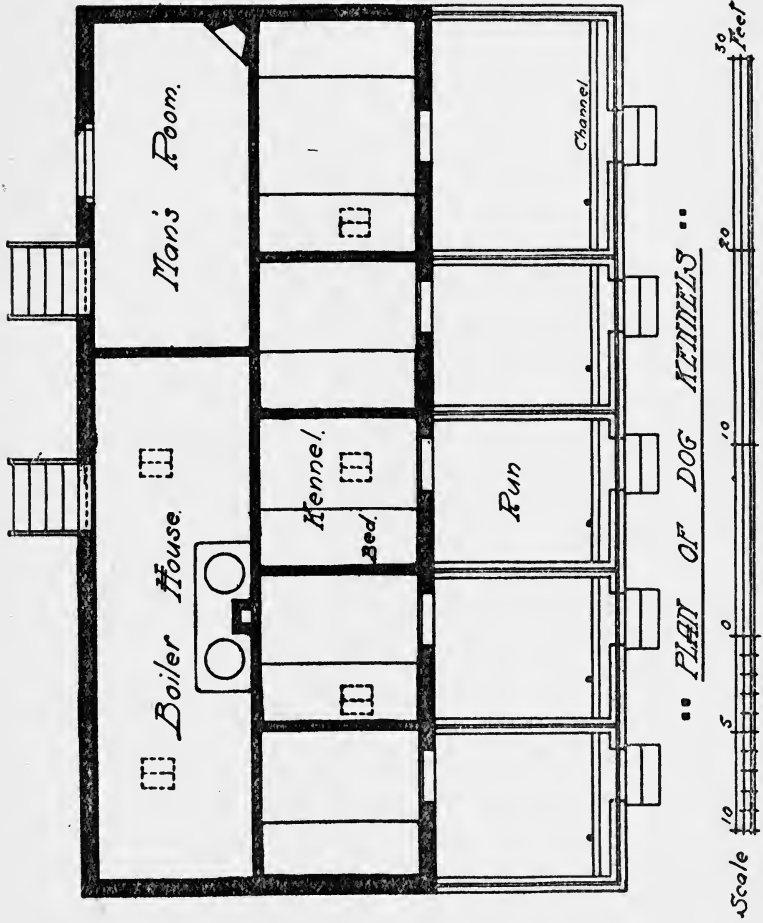 Man's Room.
Boiler House.
Kennel.
Bed.
Run
Channel
" PLAN OF DOG KENNELS "
Scale 10 5 0 10 20 30 Feet